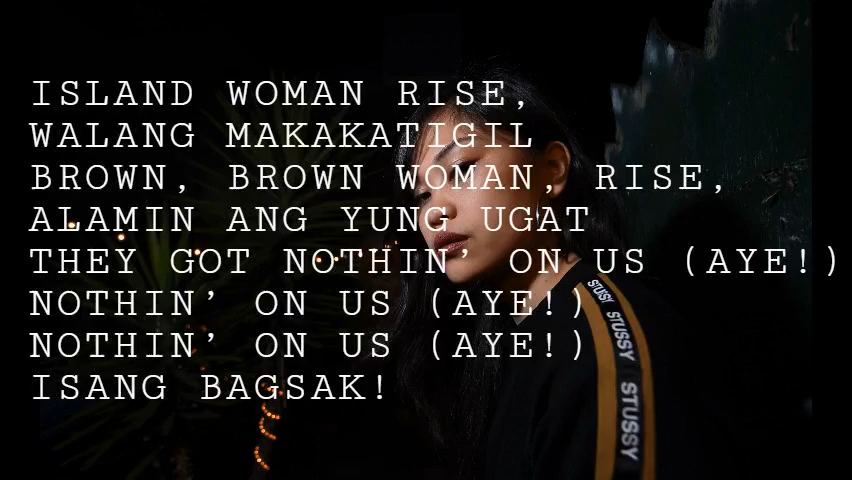 ISLAND WOMAN RISE,
WALANG MAKAKATIGIL
BROWN, BROWN WOMAN, RISE,
ALAMIN ANG YUNG UGAT
THEY GOT NOTHIN’ ON US (AYE!)
NOTHIN’ ON US (AYE!)
NOTHIN’ ON US (AYE!)
ISANG BAGSAK!
STUSSY
STUSSY
STUSSY